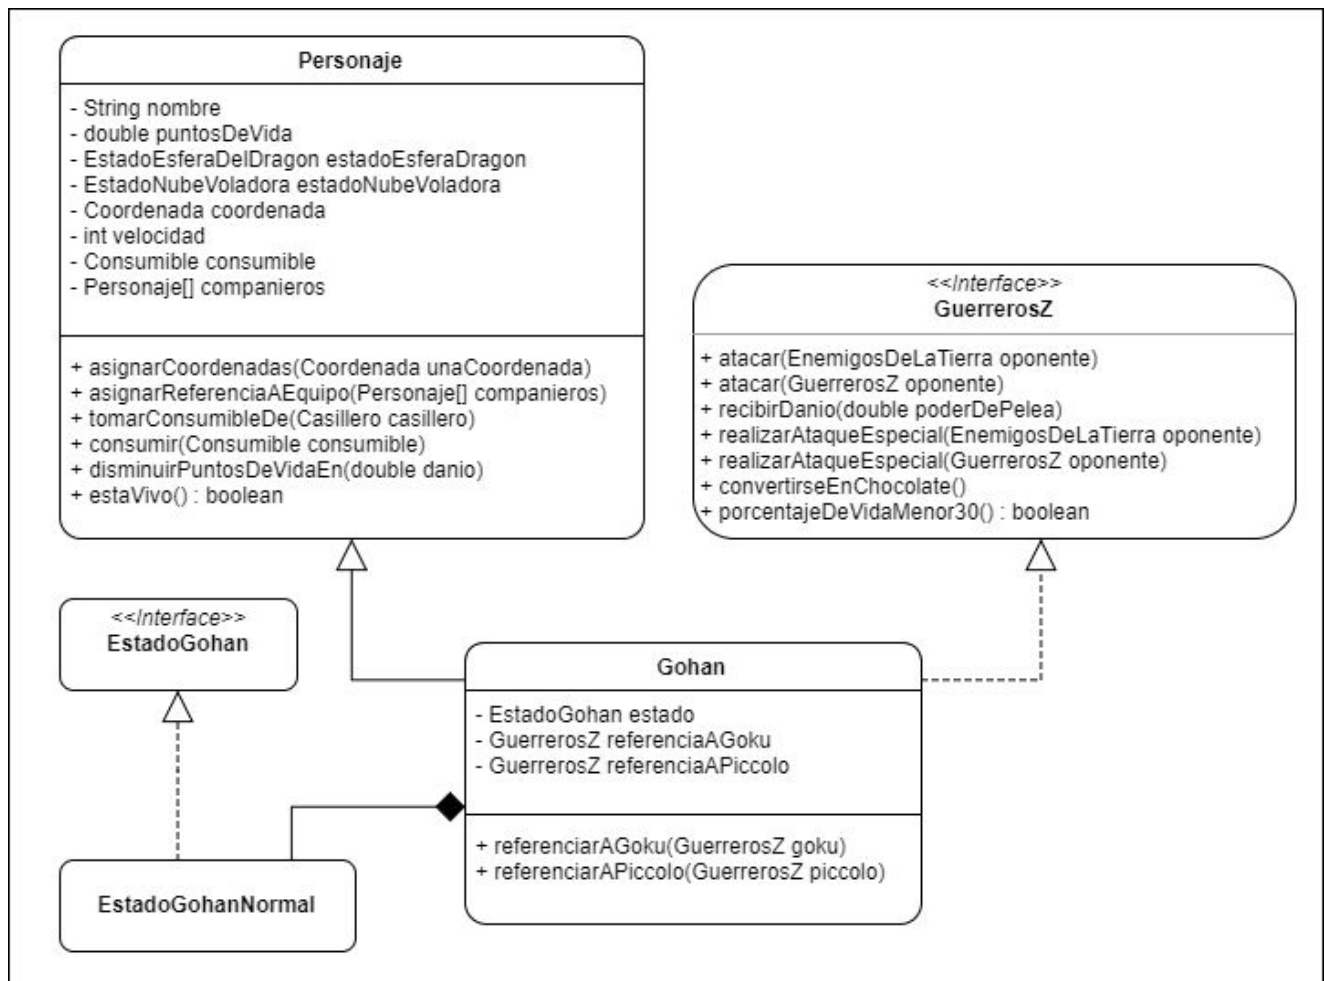 Personaje
- String nombre
- double puntosDeVida
- EstadoEsferaDelDragon estadoEsferaDragon
- EstadoNubeVoladora estadoNubeVoladora
- Coordenada coordenada
- int velocidad
- Consumible consumible
- Personaje[] companieros
+ asignarCoordenadas(Coordenada unaCoordenada)
+ asignarReferenciaAEquipo(Personaje[] companieros)
+ tomarConsumibleDe(Casillero casillero)
+ consumir(Consumible consumible)
+ disminuirPuntosDeVidaEn(double danio)
+ estaVivo() : boolean
<<Interface>>
GuerrerosZ
+ atacar(EnemigosDeLaTierra oponente)
+ atacar(GuerrerosZ oponente)
+ recibirDanio(double poderDePelea)
+ realizarAtaqueEspecial(EnemigosDeLaTierra oponente)
+ realizarAtaqueEspecial(GuerrerosZ oponente)
+ convertirseEnChocolate()
+ porcentajeDeVidaMenor30() : boolean
<<Interface>>
EstadoGohan
Gohan
- EstadoGohan estado
- GuerrerosZ referenciaAGoku
- GuerrerosZ referenciaAPiccolo
+ referenciarAGoku(GuerrerosZ goku)
+ referenciarAPiccolo(GuerrerosZ piccolo)
EstadoGohanNormal